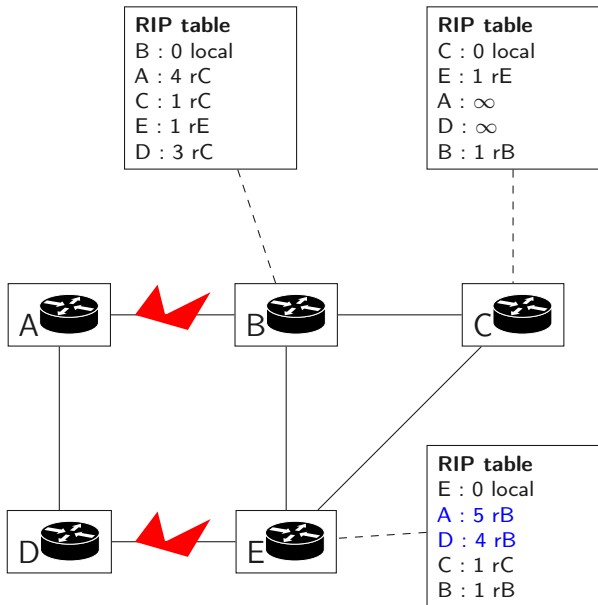 RIP table
B : 0 local
A : 4 rC
C : 1 rC
E : 1 rE
D : 3 rC
RIP table
C : 0 local
E : 1 rE
A : ∞
D : ∞
B : 1 rB
A
B
C
D
E
RIP table
E : 0 local
A : 5 rB
D : 4 rB
C : 1 rC
B : 1 rB